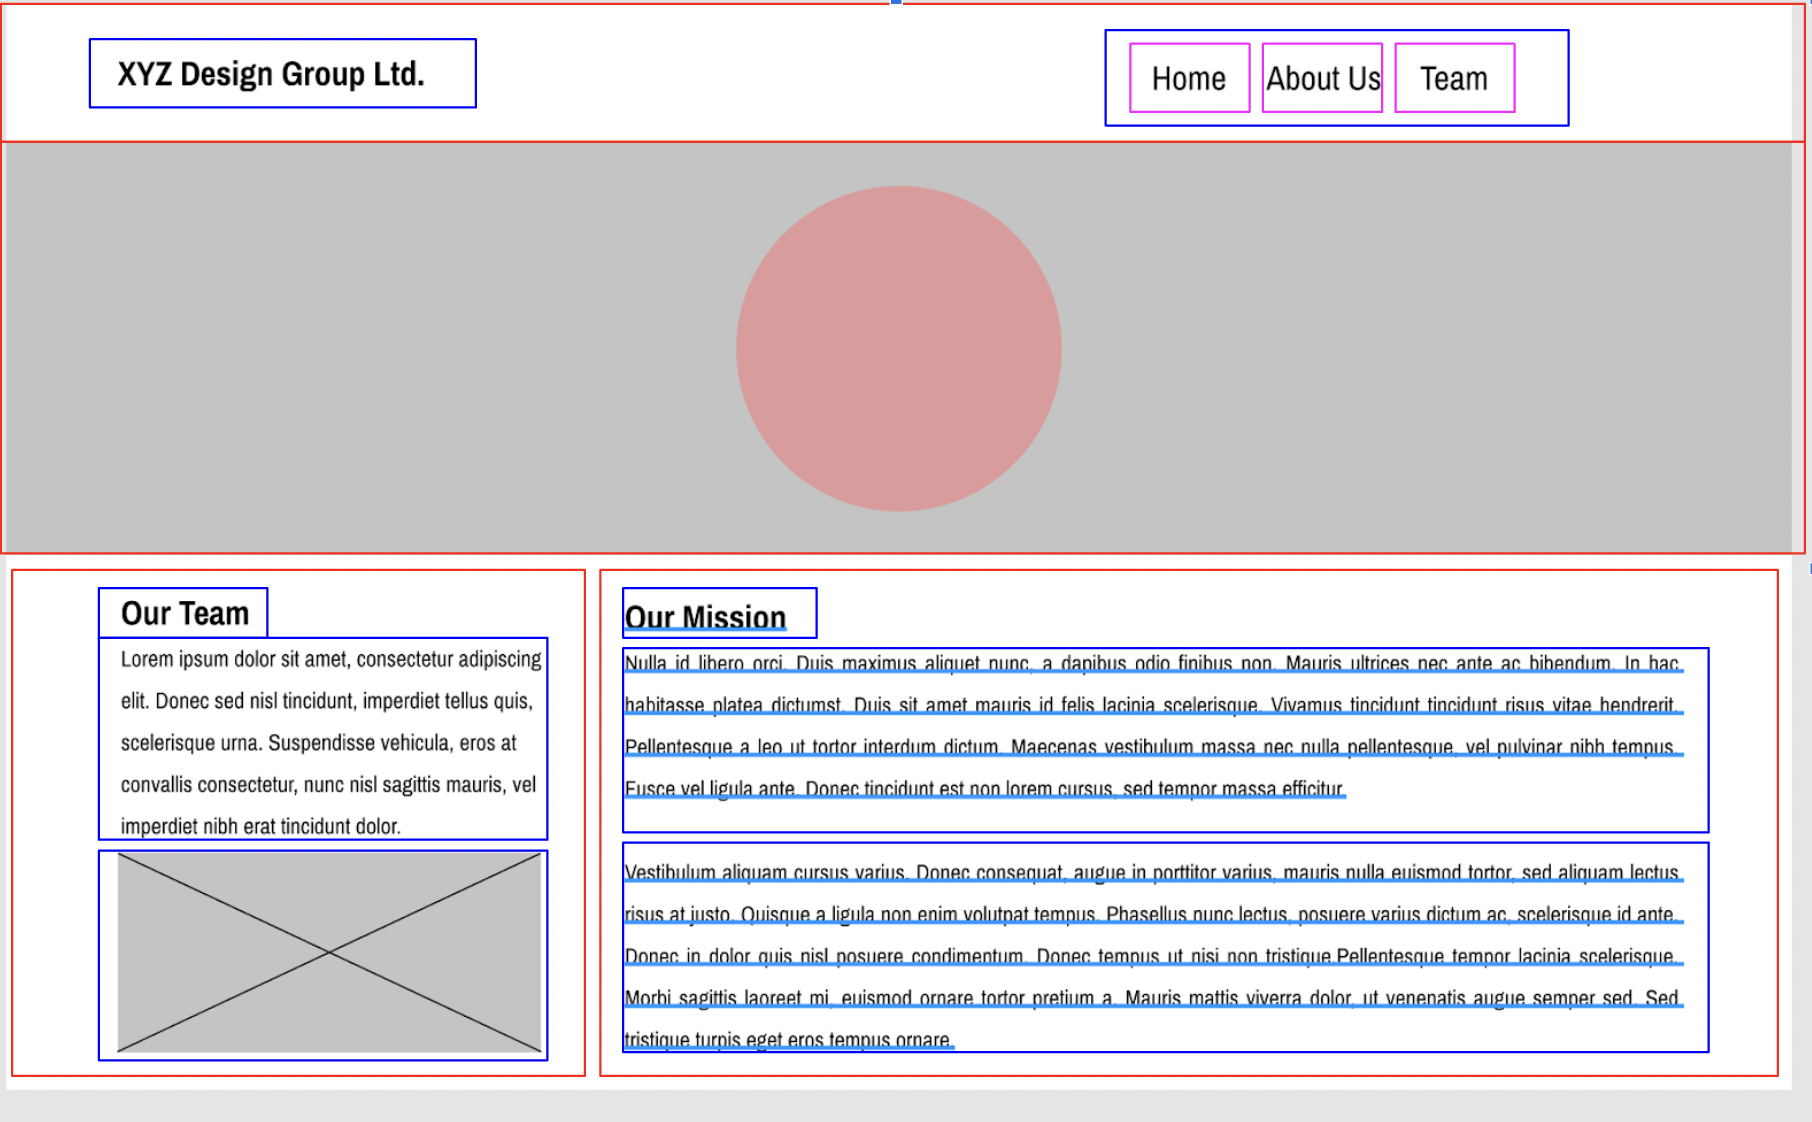 XYZ Design Group Ltd.
Home
About Us
Team
Our Team
Lorem ipsum dolor sit amet, consectetur adipiscing
elit. Donec sed nisl tincidunt, imperdiet tellus quis,
scelerisque urna. Suspendisse vehicula, eros at
convallis consectetur, nunc nisl sagittis mauris, vel
imperdiet nibh erat tincidunt dolor.
Our Mission
Nulla id libero orci. Duis maximus aliquet nunc, a dapibus odio finibus non. Mauris ultrices nec ante ac bibendum. In hac
habitasse platea dictumst. Duis sit amet mauris id felis lacinia scelerisque. Vivamus tincidunt tincidunt risus vitae hendrerit.
Pellentesque a leo ut tortor interdum dictum. Maecenas vestibulum massa nec nulla pellentesque, vel pulvinar nibh tempus.
Fusce vel ligula ante. Donec tincidunt est non lorem cursus, sed tempor massa efficitur.
Vestibulum aliquam cursus varius. Donec consequat, augue in porttitor varius, mauris nulla euismod tortor, sed aliquam lectus
risus at justo. Quisque a ligula non enim volutpat tempus. Phasellus nunc lectus, posuere varius dictum ac, scelerisque id ante.
Donec in dolor quis nisl posuere condimentum. Donec tempus ut nisi non tristique.Pellentesque tempor lacinia scelerisque.
Morbi sagittis laoreet mi, euismod ornare tortor pretium a. Mauris mattis viverra dolor, ut venenatis augue semper sed. Sed
tristique turpis eget eros tempus ornare.